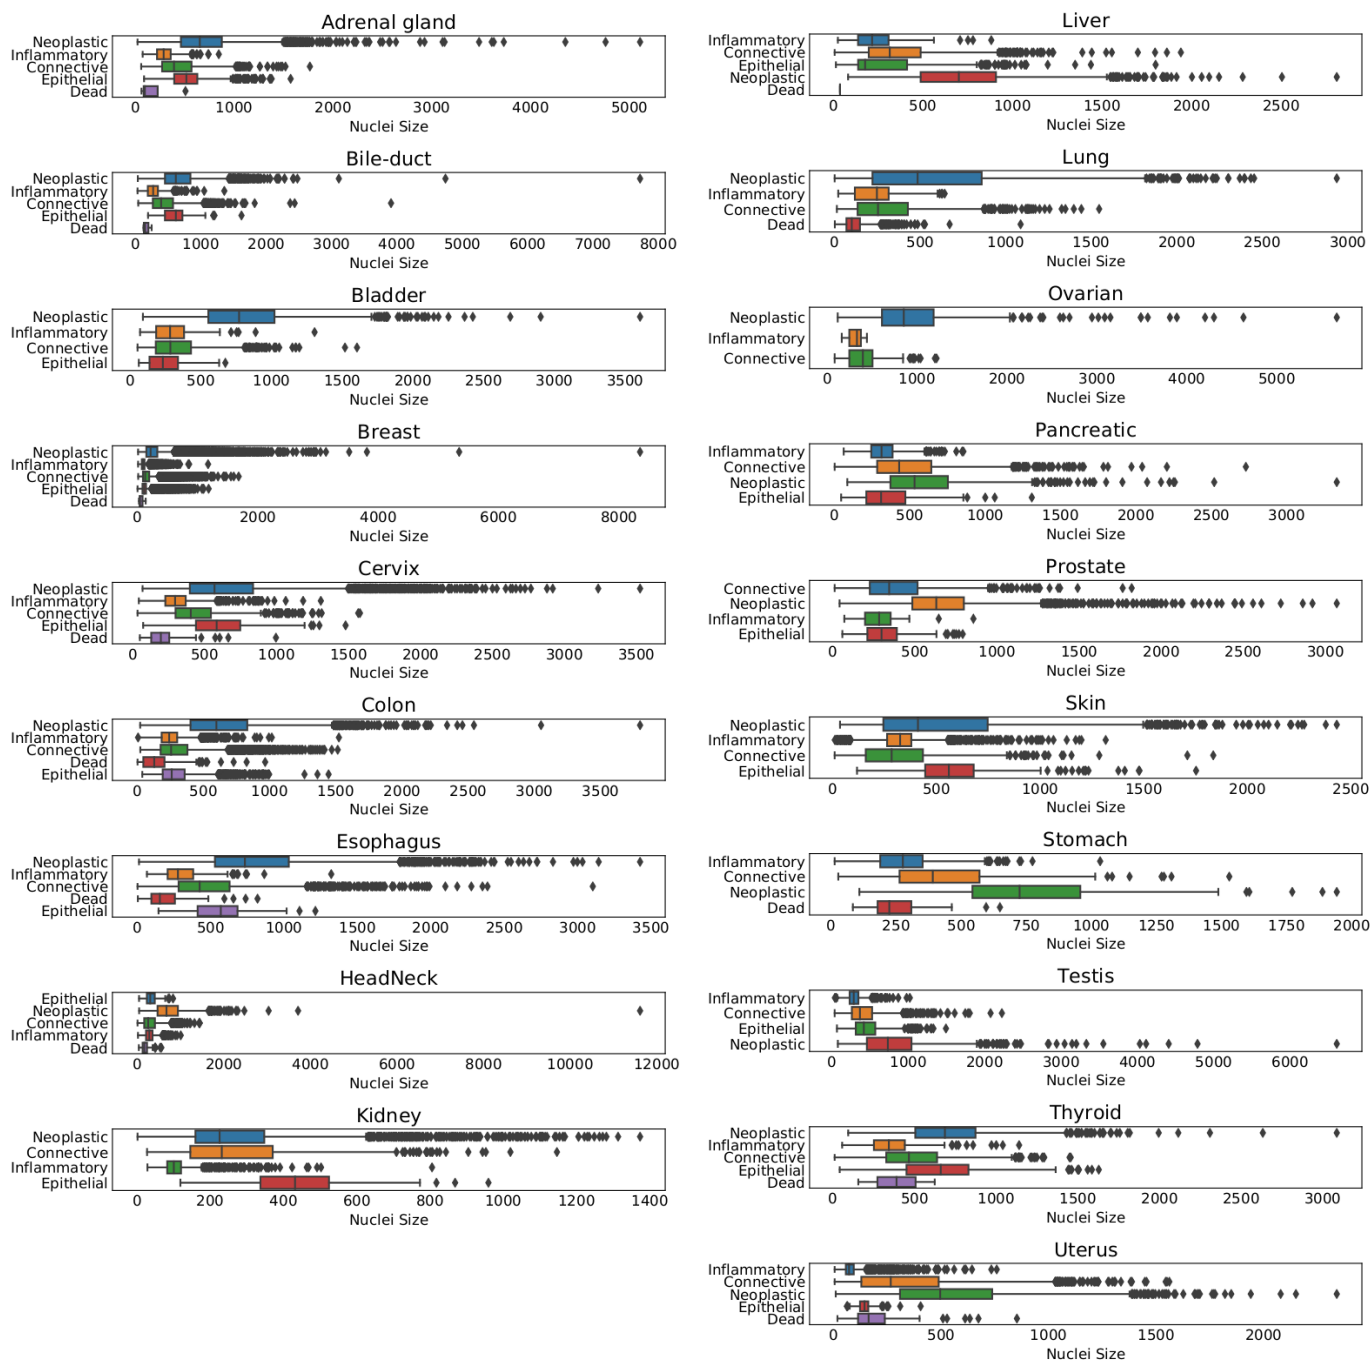 Adrenal gland
Neoplastic
Inflammatory
Connective
Epithelial
Dead
0 1000 2000 3000 4000 5000
Nuclei Size
Bile-duct
Neoplastic
Inflammatory
Connective
Epithelial
Dead
0 1000 2000 3000 4000 5000 6000 7000 8000
Nuclei Size
Bladder
Neoplastic
Inflammatory
Connective
Epithelial
0 500 1000 1500 2000 2500 3000 3500
Nuclei Size
Breast
Neoplastic
Inflammatory
Connective
Epithelial
Dead
0 2000 4000 6000 8000
Nuclei Size
Cervix
Neoplastic
Inflammatory
Connective
Epithelial
Dead
0 500 1000 1500 2000 2500 3000 3500
Nuclei Size
Colon
Neoplastic
Inflammatory
Connective
Dead
Epithelial
0 500 1000 1500 2000 2500 3000 3500
Nuclei Size
Esophagus
Neoplastic
Inflammatory
Connective
Dead
Epithelial
0 500 1000 1500 2000 2500 3000 3500
Nuclei Size
HeadNeck
Epithelial
Neoplastic
Connective
Inflammatory
Dead
0 2000 4000 6000 8000 10000 12000
Nuclei Size
Kidney
Neoplastic
Connective
Inflammatory
Epithelial
0 200 400 600 800 1000 1200 1400
Nuclei Size
Liver
Inflammatory
Connective
Epithelial
Neoplastic
Dead
0 500 1000 1500 2000 2500
Nuclei Size
Lung
Neoplastic
Inflammatory
Connective
Dead
0 500 1000 1500 2000 2500 3000
Nuclei Size
Ovarian
Neoplastic
Inflammatory
Connective
0 1000 2000 3000 4000 5000
Nuclei Size
Pancreatic
Inflammatory
Connective
Neoplastic
Epithelial
0 500 1000 1500 2000 2500 3000
Nuclei Size
Prostate
Connective
Neoplastic
Inflammatory
Epithelial
0 500 1000 1500 2000 2500 3000
Nuclei Size
Skin
Neoplastic
Inflammatory
Connective
Epithelial
0 500 1000 1500 2000 2500
Nuclei Size
Stomach
Inflammatory
Connective
Neoplastic
Dead
0 250 500 750 1000 1250 1500 1750 2000
Nuclei Size
Testis
Inflammatory
Connective
Epithelial
Neoplastic
0 1000 2000 3000 4000 5000 6000
Nuclei Size
Thyroid
Neoplastic
Inflammatory
Connective
Epithelial
Dead
0 500 1000 1500 2000 2500 3000
Nuclei Size
Uterus
Inflammatory
Connective
Neoplastic
Epithelial
Dead
0 500 1000 1500 2000
Nuclei Size